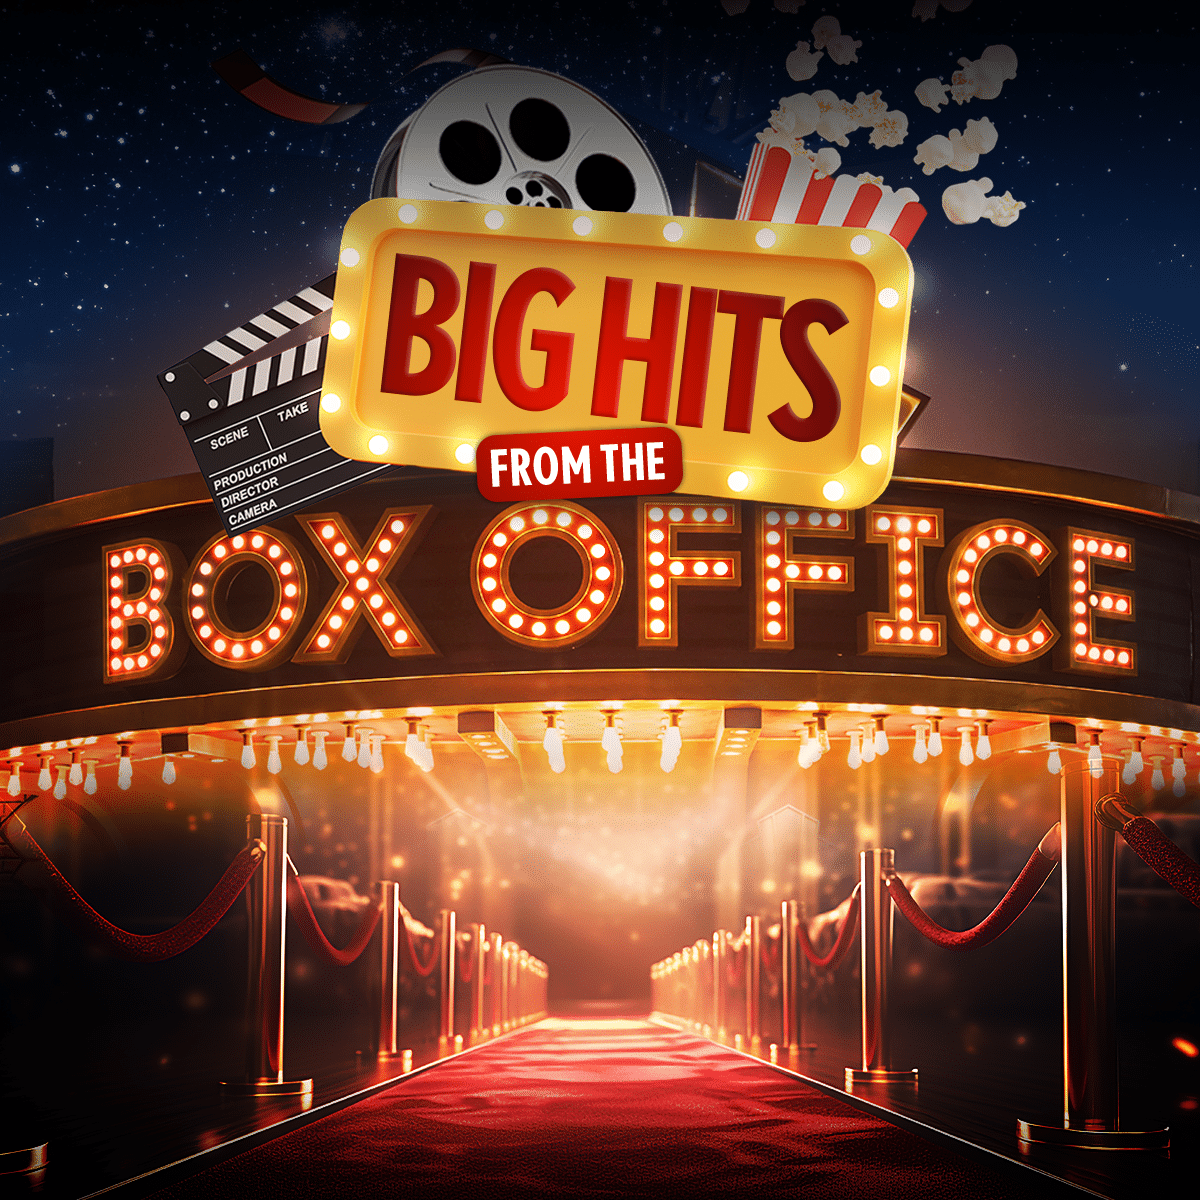 BIG HITS
FROM THE
BOX OFFICE
SCENE TAKE
PRODUCTION
DIRECTOR
CAMERA